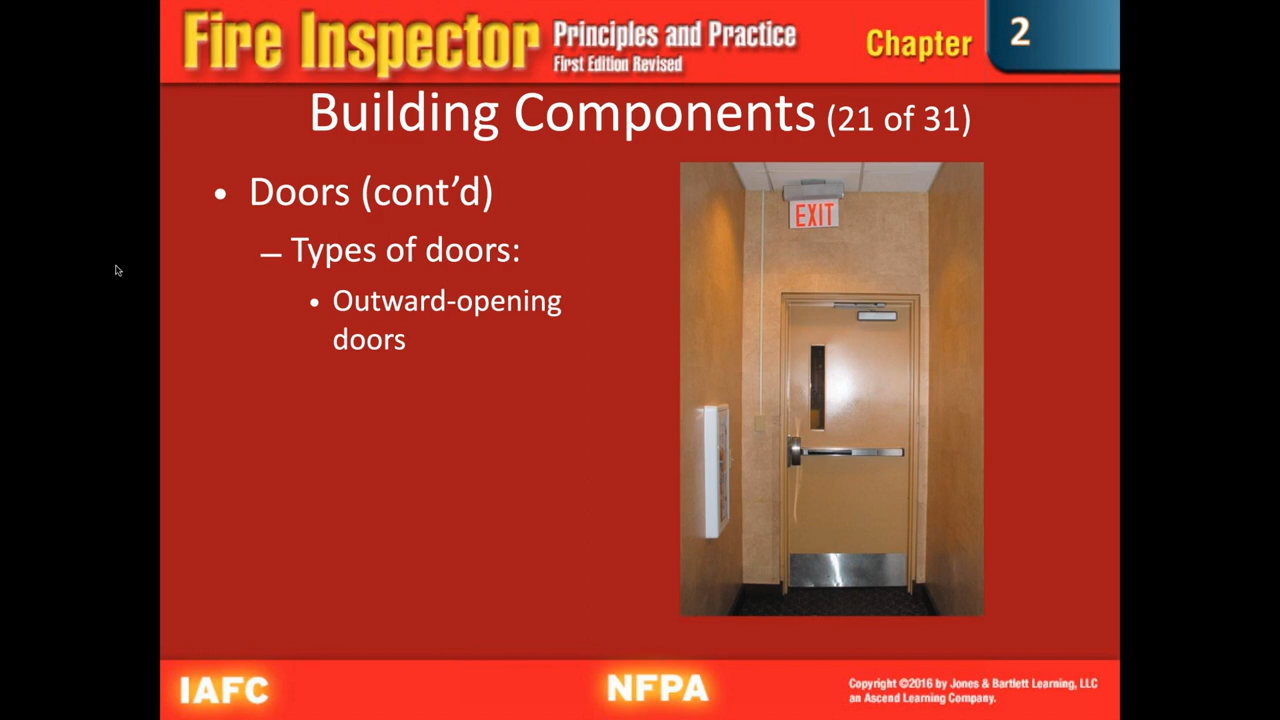 Fire Inspector
Principles and Practice
First Edition Revised
Chapter 2
Building Components (21 of 31)
• Doors (cont’d)
– Types of doors:
• Outward-opening
doors
EXIT
IAFC
NFPA
Copyright ©2016 by Jones & Bartlett Learning, LLC
an Ascend Learning Company.